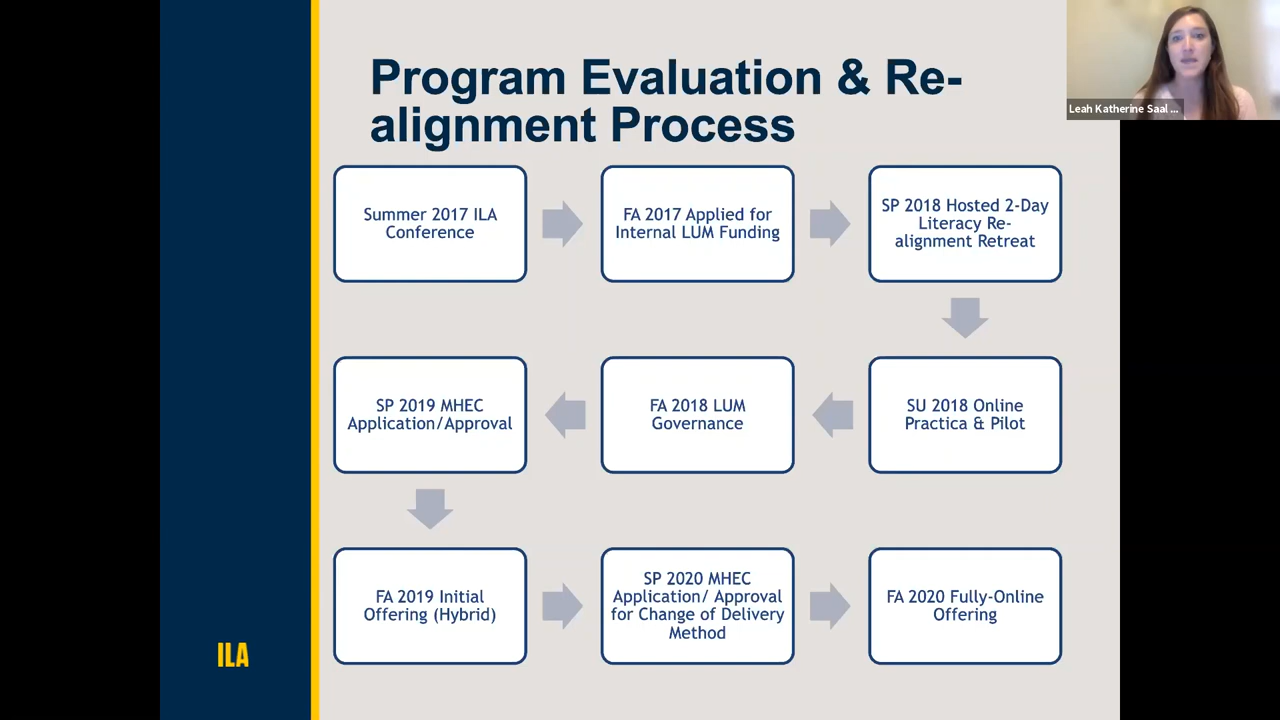 Program Evaluation & Re-
alignment Process
Leah Katherine Saal ...
Summer 2017 ILA
Conference
FA 2017 Applied for
Internal LUM Funding
SP 2018 Hosted 2-Day
Literacy Re-
alignment Retreat
SU 2018 Online
Practica & Pilot
FA 2018 LUM
Governance
SP 2019 MHEC
Application/Approval
FA 2019 Initial
Offering (Hybrid)
SP 2020 MHEC
Application/ Approval
for Change of Delivery
Method
FA 2020 Fully-Online
Offering
ILA